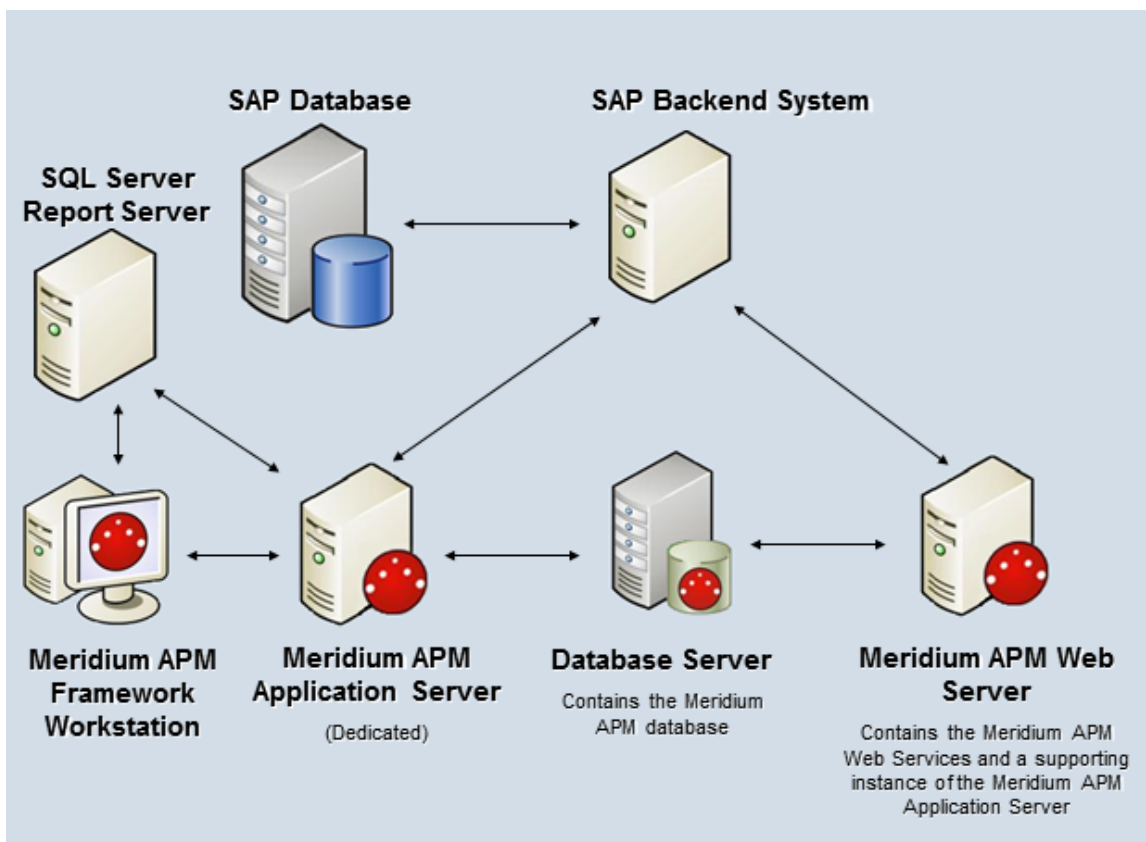 SAP Database
SAP Backend System
SQL Server
Report Server
Meridium APM
Framework
Workstation
Meridium APM
Application Server
(Dedicated)
Database Server
Contains the Meridium
APM database
Meridium APM Web
Server
Contains the Meridium APM
Web Services and a supporting
instance of the Meridium APM
Application Server